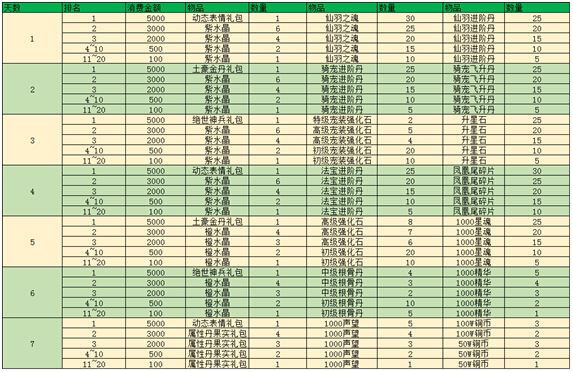 天数 排名 消费金额 物品 数量 物品 数量 物品 数量
1 1 5000 动态表情礼包 1 仙羽之魂 30 仙羽进阶丹 25
2 3000 紫水晶 6 仙羽之魂 25 仙羽进阶丹 20
3 2000 紫水晶 4 仙羽之魂 20 仙羽进阶丹 15
4~10 500 紫水晶 2 仙羽之魂 15 仙羽进阶丹 10
11~20 100 紫水晶 1 仙羽之魂 10 仙羽进阶丹 5
2 1 5000 土豪金丹礼包 1 骑宠进阶丹 25 骑宠飞升丹 25
2 3000 紫水晶 6 骑宠进阶丹 20 骑宠飞升丹 20
3 2000 紫水晶 4 骑宠进阶丹 15 骑宠飞升丹 15
4~10 500 紫水晶 2 骑宠进阶丹 10 骑宠飞升丹 10
11~20 100 紫水晶 1 骑宠进阶丹 5 骑宠飞升丹 5
3 1 5000 绝世神兵礼包 1 特级宠装强化石 2 升星石 25
2 3000 紫水晶 6 高级宠装强化石 5 升星石 20
3 2000 紫水晶 4 高级宠装强化石 4 升星石 15
4~10 500 紫水晶 2 初级宠装强化石 20 升星石 10
11~20 100 紫水晶 1 初级宠装强化石 10 升星石 5
4 1 5000 动态表情礼包 1 法宝进阶丹 25 凤凰尾碎片 30
2 3000 紫水晶 6 法宝进阶丹 20 凤凰尾碎片 25
3 2000 紫水晶 4 法宝进阶丹 15 凤凰尾碎片 20
4~10 500 紫水晶 2 法宝进阶丹 10 凤凰尾碎片 15
11~20 100 紫水晶 1 法宝进阶丹 5 凤凰尾碎片 10
5 1 5000 土豪金丹礼包 1 高级强化石 8 1000星魂 25
2 3000 榴水晶 4 高级强化石 7 1000星魂 20
3 2000 榴水晶 3 高级强化石 6 1000星魂 15
4~10 500 榴水晶 2 初级强化石 20 1000星魂 10
11~20 100 榴水晶 1 初级强化石 10 1000星魂 5
6 1 5000 绝世神兵礼包 1 中级根骨丹 4 1000精华 5
2 3000 榴水晶 4 中级根骨丹 3 1000精华 4
3 2000 榴水晶 3 中级根骨丹 2 1000精华 3
4~10 500 榴水晶 2 初级根骨丹 10 1000精华 2
11~20 100 榴水晶 1 初级根骨丹 4 1000精华 1
7 1 5000 动态表情礼包 1 1000声望 5 100W铜币 3
2 3000 属性丹果实礼包 4 1000声望 4 100W铜币 2
3 2000 属性丹果实礼包 3 1000声望 3 50W铜币 3
4~10 500 属性丹果实礼包 2 1000声望 2 50W铜币 2
11~20 100 属性丹果实礼包 1 1000声望 1 50W铜币 1